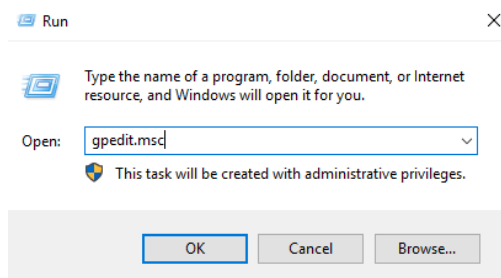 Run
Type the name of a program, folder, document, or Internet
resource, and Windows will open it for you.
Open: gpedit.msc
This task will be created with administrative privileges.
OK Cancel Browse...